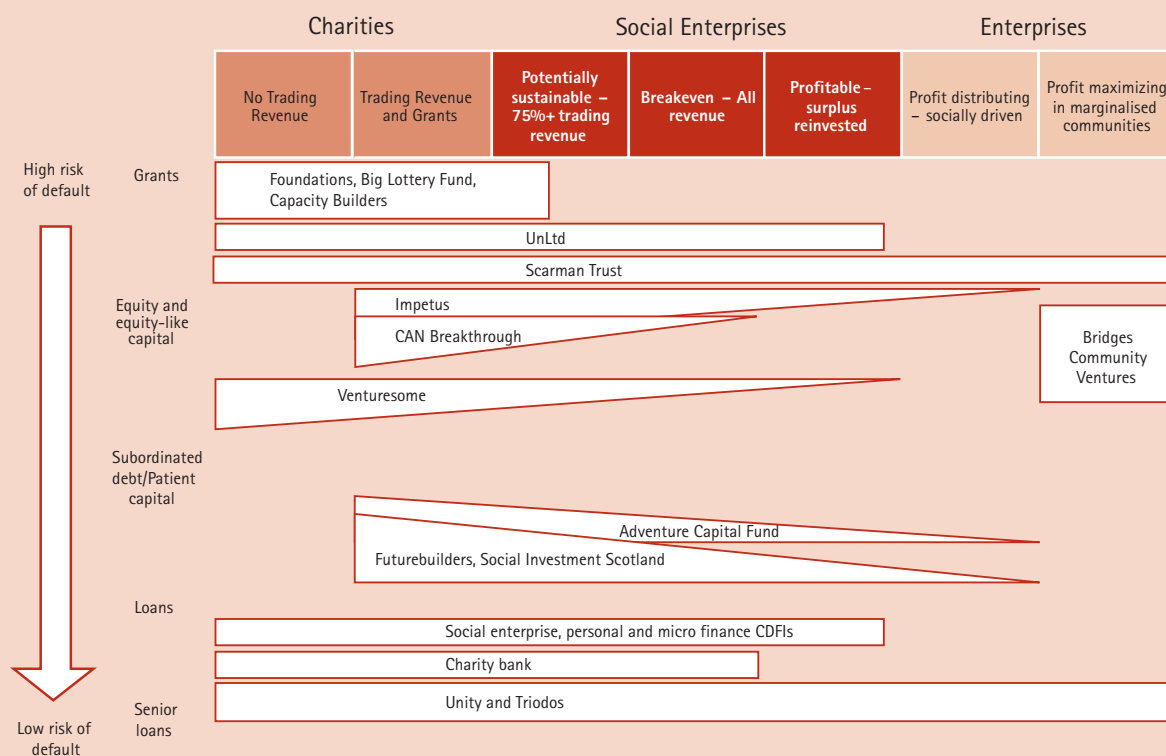 Charities
Social Enterprises
Enterprises
No Trading
Revenue
Trading Revenue
and Grants
Potentially
sustainable –
75%+ trading
revenue
Breakeven – All
revenue
Profitable –
surplus
reinvested
Profit distributing
– socially driven
Profit maximizing
in marginalised
communities
High risk
of default
Grants
Foundations, Big Lottery Fund,
Capacity Builders
UnLtd
Scarman Trust
Equity and
equity-like
capital
Impetus
CAN Breakthrough
Bridges
Community
Ventures
Venturesome
Subordinated
debt/Patient
capital
Adventure Capital Fund
Futurebuilders, Social Investment Scotland
Loans
Social enterprise, personal and micro finance CDFIs
Charity bank
Unity and Triodos
Senior
loans
Low risk of
default